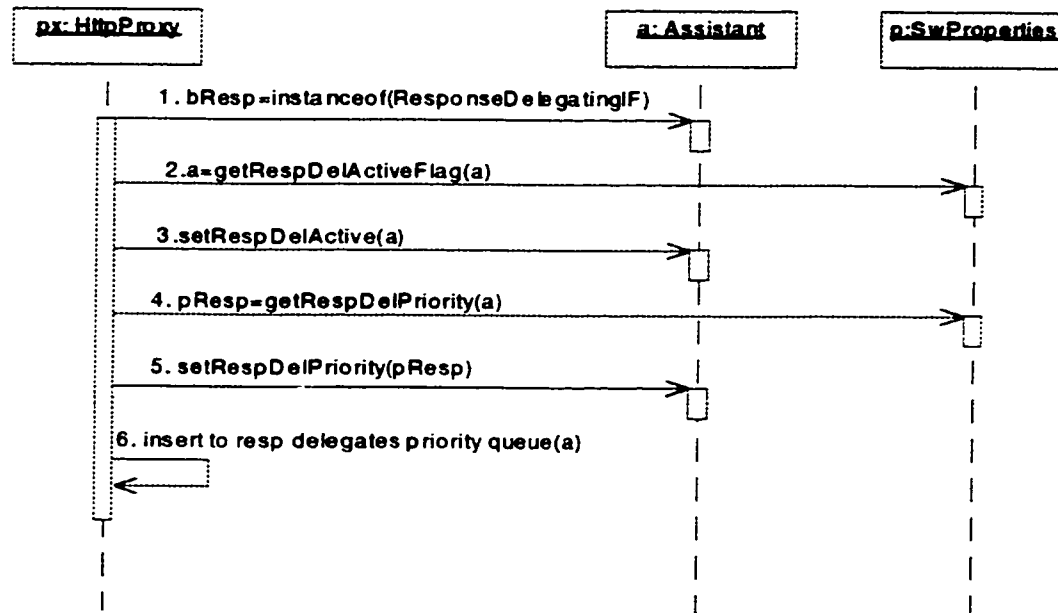 px: HttpProxy
a: Assistant
p:SwProperties
1. bResp=instanceof(ResponseDelegatingIF)
2.a=getRespDelActiveFlag(a)
3.setRespDelActive(a)
4. pResp=getRespDelPriority(a)
5. setRespDelPriority(pResp)
6. insert to resp delegates priority queue(a)